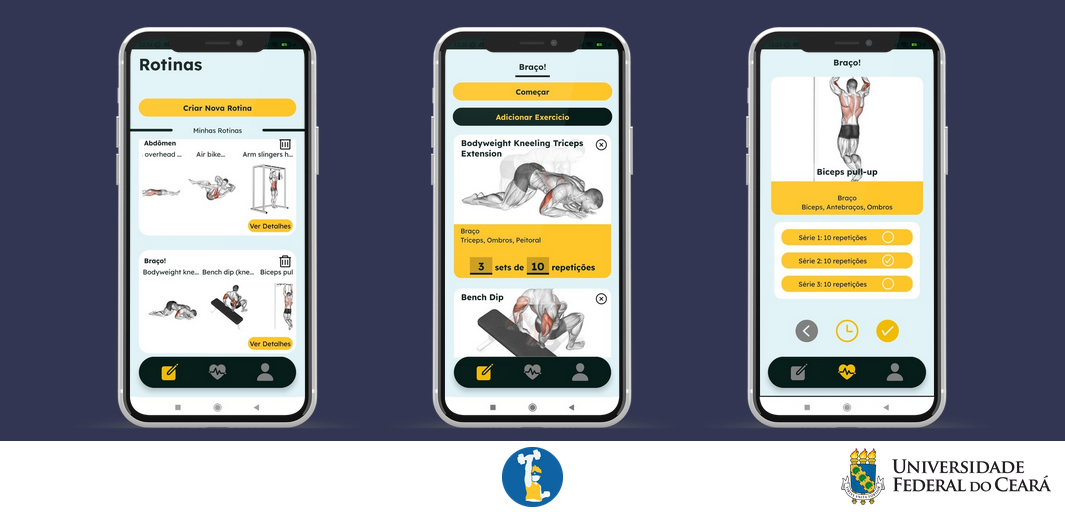 Rotinas
Criar Nova Rotina
Minhas Rotinas
Abdômen
overhead ...
Air bike...
Arm slingers h...
Ver Detalhes
Braço!
Bodyweight kne...
Bench dip (kne...
Biceps pul
Ver Detalhes
Braço!
Começar
Adicionar Exercicio
Bodyweight Kneeling Triceps
Extension
Braço
Triceps, Ombros, Peitoral
3 sets de 10 repetições
Bench Dip
Braço!
Biceps pull-up
Braço
Biceps, Antebraços, Ombros
Série 1: 10 repetições
Série 2: 10 repetições
Série 3: 10 repetições
UNIVERSIDADE
FEDERAL DO CEARÁ